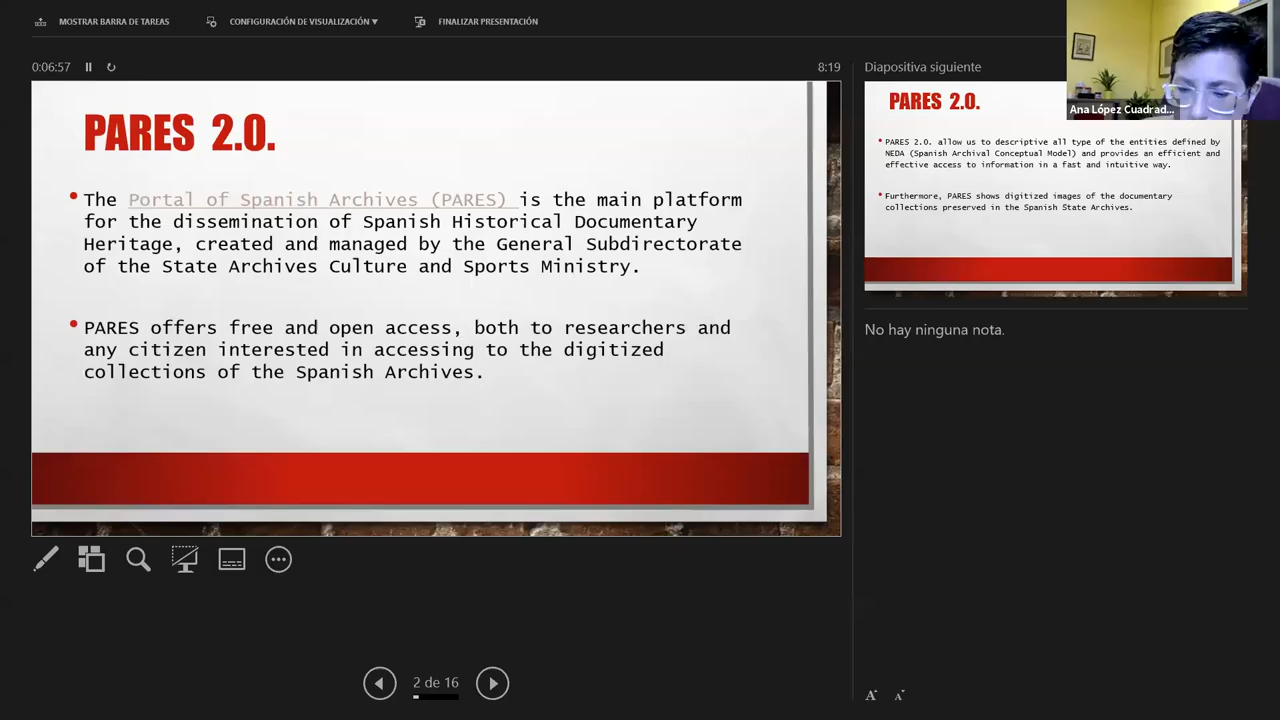 MOSTRAR BARRA DE TAREAS
CONFIGURACIÓN DE VISUALIZACIÓN ▼
FINALIZAR PRESENTACIÓN
0:06:57
8:19
PARES 2.0.
• The Portal of Spanish Archives (PARES) is the main platform
for the dissemination of Spanish Historical Documentary
Heritage, created and managed by the General Subdirectorate
of the State Archives Culture and Sports Ministry.
• PARES offers free and open access, both to researchers and
any citizen interested in accessing to the digitized
collections of the Spanish Archives.
2 de 16
Diapositiva siguiente
Ana López Cuadrad...
PARES 2.0.
• PARES 2.0. allow us to descriptive all type of the entities defined by
NEDA (Spanish Archival Conceptual Model) and provides an efficient and
effective access to information in a fast and intuitive way.
• Furthermore, PARES shows digitized images of the documentary
collections preserved in the Spanish State Archives.
No hay ninguna nota.
A A